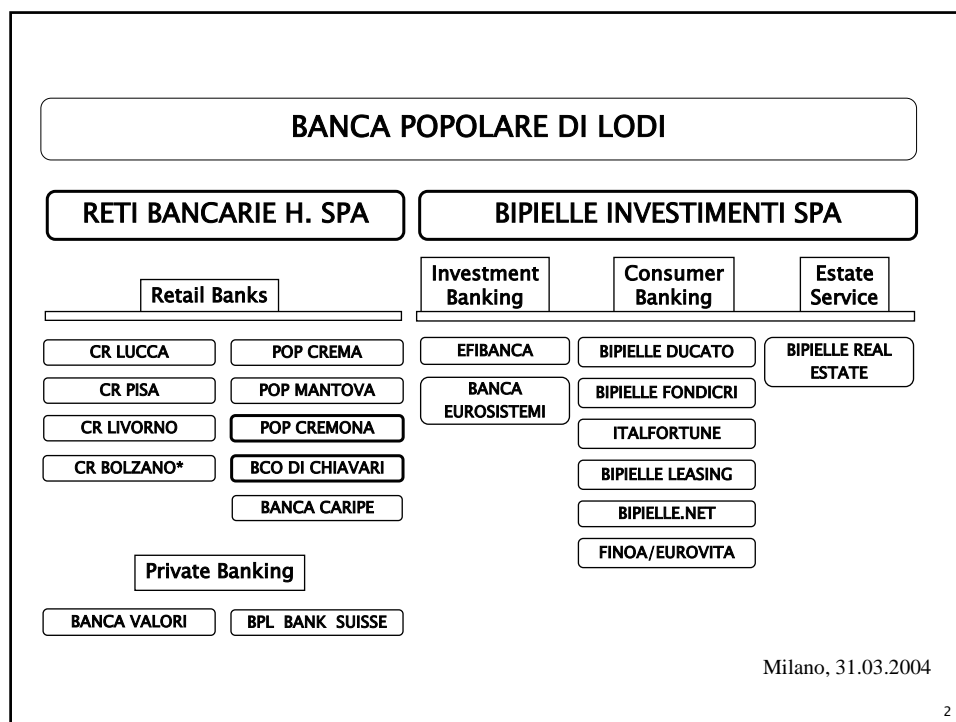 BANCA POPOLARE DI LODI
RETI BANCARIE H. SPA
BIPIELLE INVESTIMENTI SPA
Retail Banks
Investment
Banking
Consumer
Banking
Estate
Service
CR LUCCA
CR PISA
CR LIVORNO
CR BOLZANO*
POP CREMA
POP MANTOVA
POP CREMONA
BCO DI CHIAVARI
BANCA CARIPE
EFIBANCA
BANCA
EUROSISTEMI
BIPIELLE DUCATO
BIPIELLE FONDICRI
ITALFORTUNE
BIPIELLE LEASING
BIPIELLE.NET
FINOA/EUROVITA
BIPIELLE REAL
ESTATE
Private Banking
BANCA VALORI
BPL BANK SUISSE
Milano, 31.03.2004
2